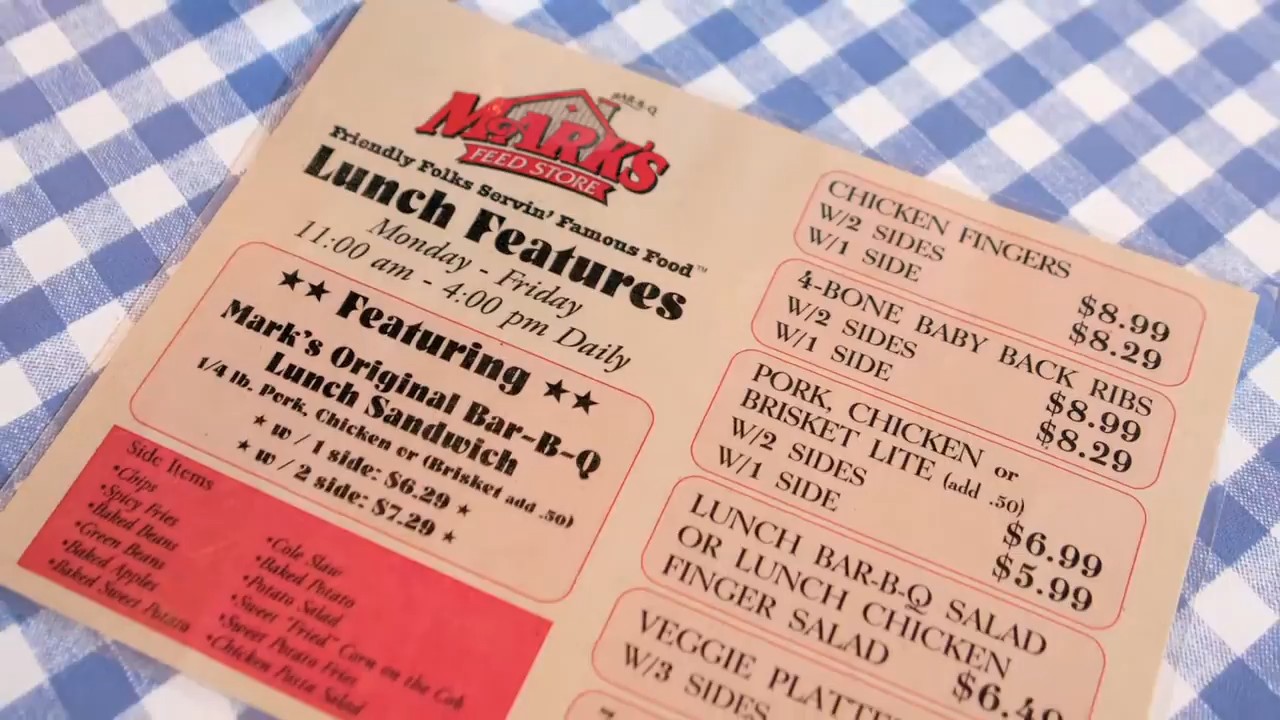 BAR-B-Q
MARK'S
FEED STORE
Friendly Folks Servin' Famous Food™
Lunch Features
Monday - Friday
11:00 am - 4:00 pm Daily
★★ Featuring ★★
Mark's Original Bar-B-Q
Lunch Sandwich
1/4 lb. Pork, Chicken or (Brisket add .50)
★ w / 1 side: $6.29 ★
★ w / 2 side: $7.29 ★
Side Items
•Chips
•Spicy Fries
•Baked Beans
•Green Beans
•Baked Apples
•Baked Sweet Potato
•Cole Slaw
•Baked Potato
•Potato Salad
•Sweet "Fried" Corn on the Cob
•Sweet Potato Fries
•Chicken Pasta Salad
CHICKEN FINGERS
W/2 SIDES $8.99
W/1 SIDE $8.29
4-BONE BABY BACK RIBS
W/2 SIDES $8.99
W/1 SIDE $8.29
PORK, CHICKEN or
BRISKET LITE (add .50)
W/2 SIDES $6.99
W/1 SIDE $5.99
LUNCH BAR-B-Q SALAD
OR LUNCH CHICKEN
FINGER SALAD $6.49
VEGGIE
W/3 SIDES